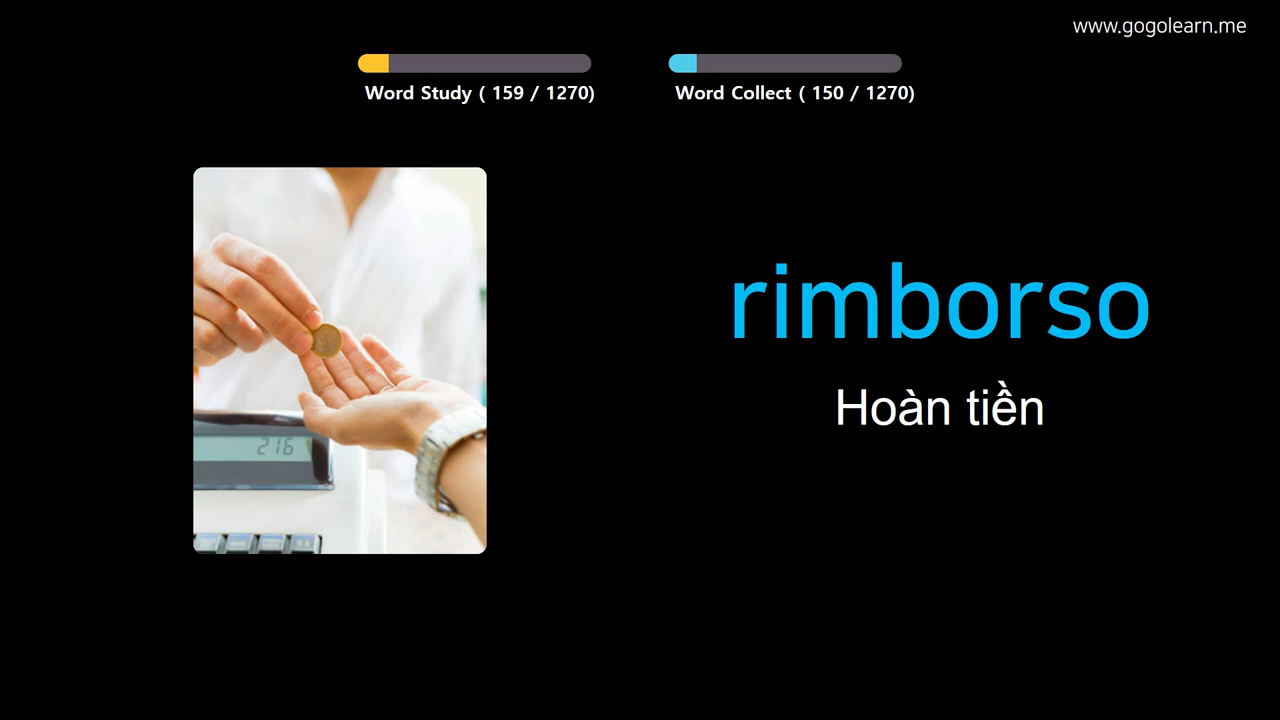 www.gogolearn.me
Word Study ( 159 / 1270)
Word Collect ( 150 / 1270)
rimborso
Hoàn tiền
216